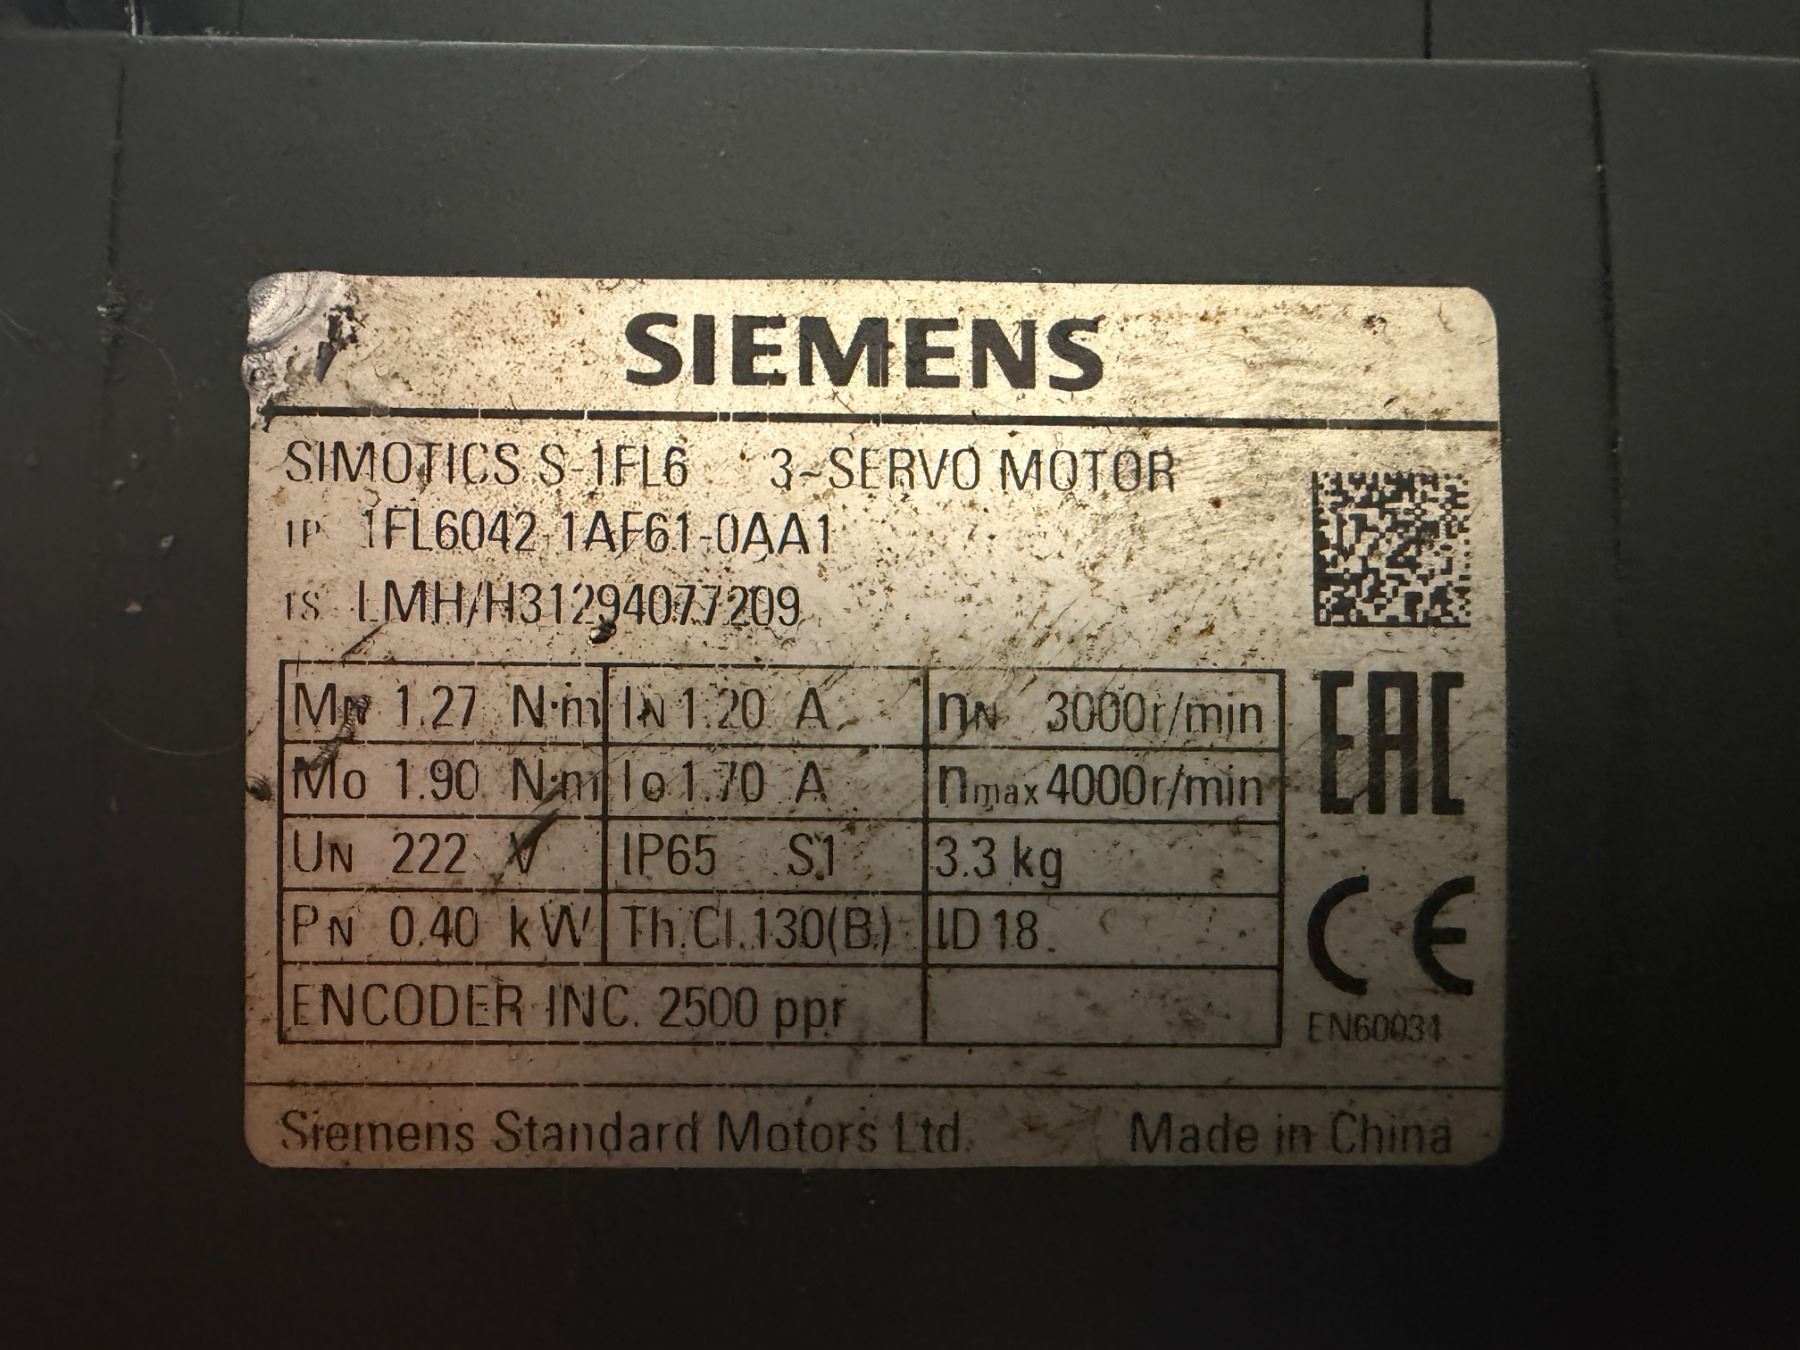 SIEMENS
SIMOTICS S-1FL6 3~SERVO MOTOR
1P 1FL6042-1AF61-0AA1
1S LMH/H31294077209
MN 1.27 N·m IN 1.20 A nN 3000r/min
Mo 1.90 N·m Io 1.70 A nmax 4000r/min
UN 222 V IP65 S1 3.3 kg
PN 0.40 kW Th.Cl.130(B) ID 18
ENCODER INC. 2500 ppr
EAC
CE
EN60034
Siemens Standard Motors Ltd. Made in China